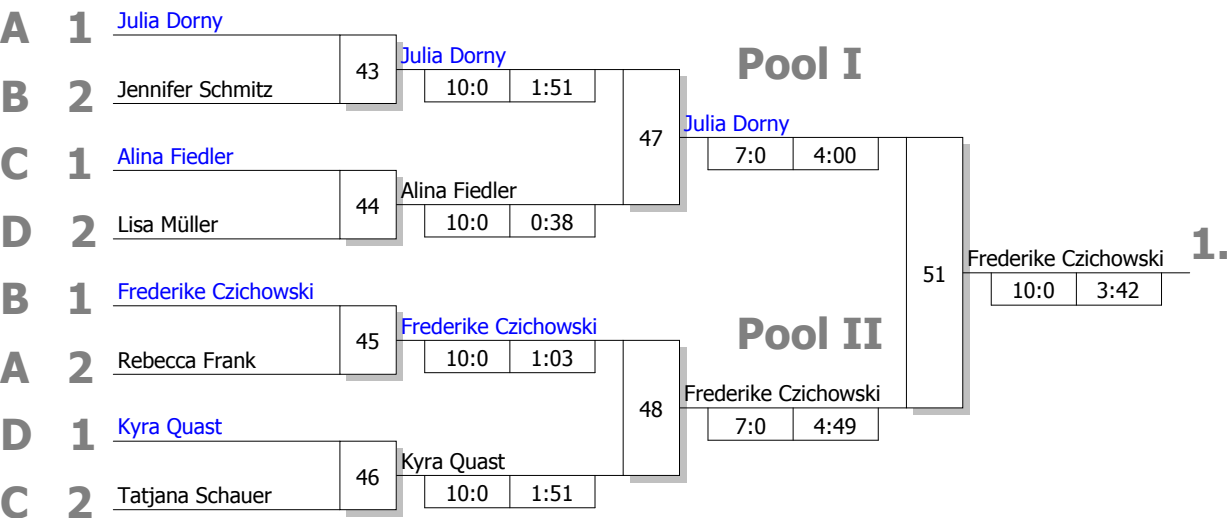 A 1 Julia Dorny
43
Julia Dorny
10:0 1:51
B 2 Jennifer Schmitz
Pool I
47
Julia Dorny
7:0 4:00
C 1 Alina Fiedler
44
Alina Fiedler
10:0 0:38
D 2 Lisa Müller
51
Frederike Czichowski
10:0 3:42
1.
B 1 Frederike Czichowski
45
Frederike Czichowski
10:0 1:03
A 2 Rebecca Frank
Pool II
48
Frederike Czichowski
7:0 4:49
D 1 Kyra Quast
46
Kyra Quast
10:0 1:51
C 2 Tatjana Schauer